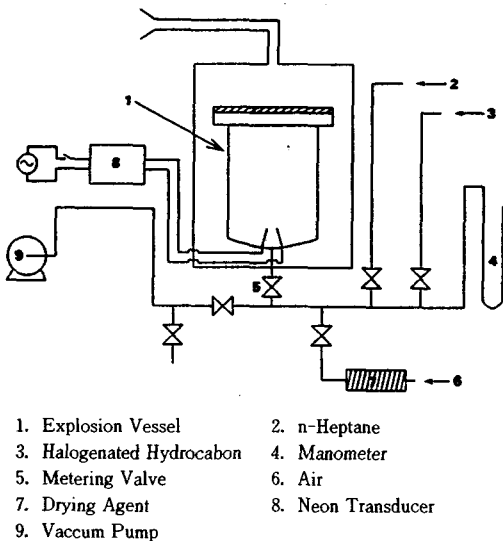 1
2
3
8
9
4
5
7
6
1. Explosion Vessel 2. n-Heptane
3. Halogenated Hydrocabon 4. Manometer
5. Metering Valve 6. Air
7. Drying Agent 8. Neon Transducer
9. Vaccum Pump